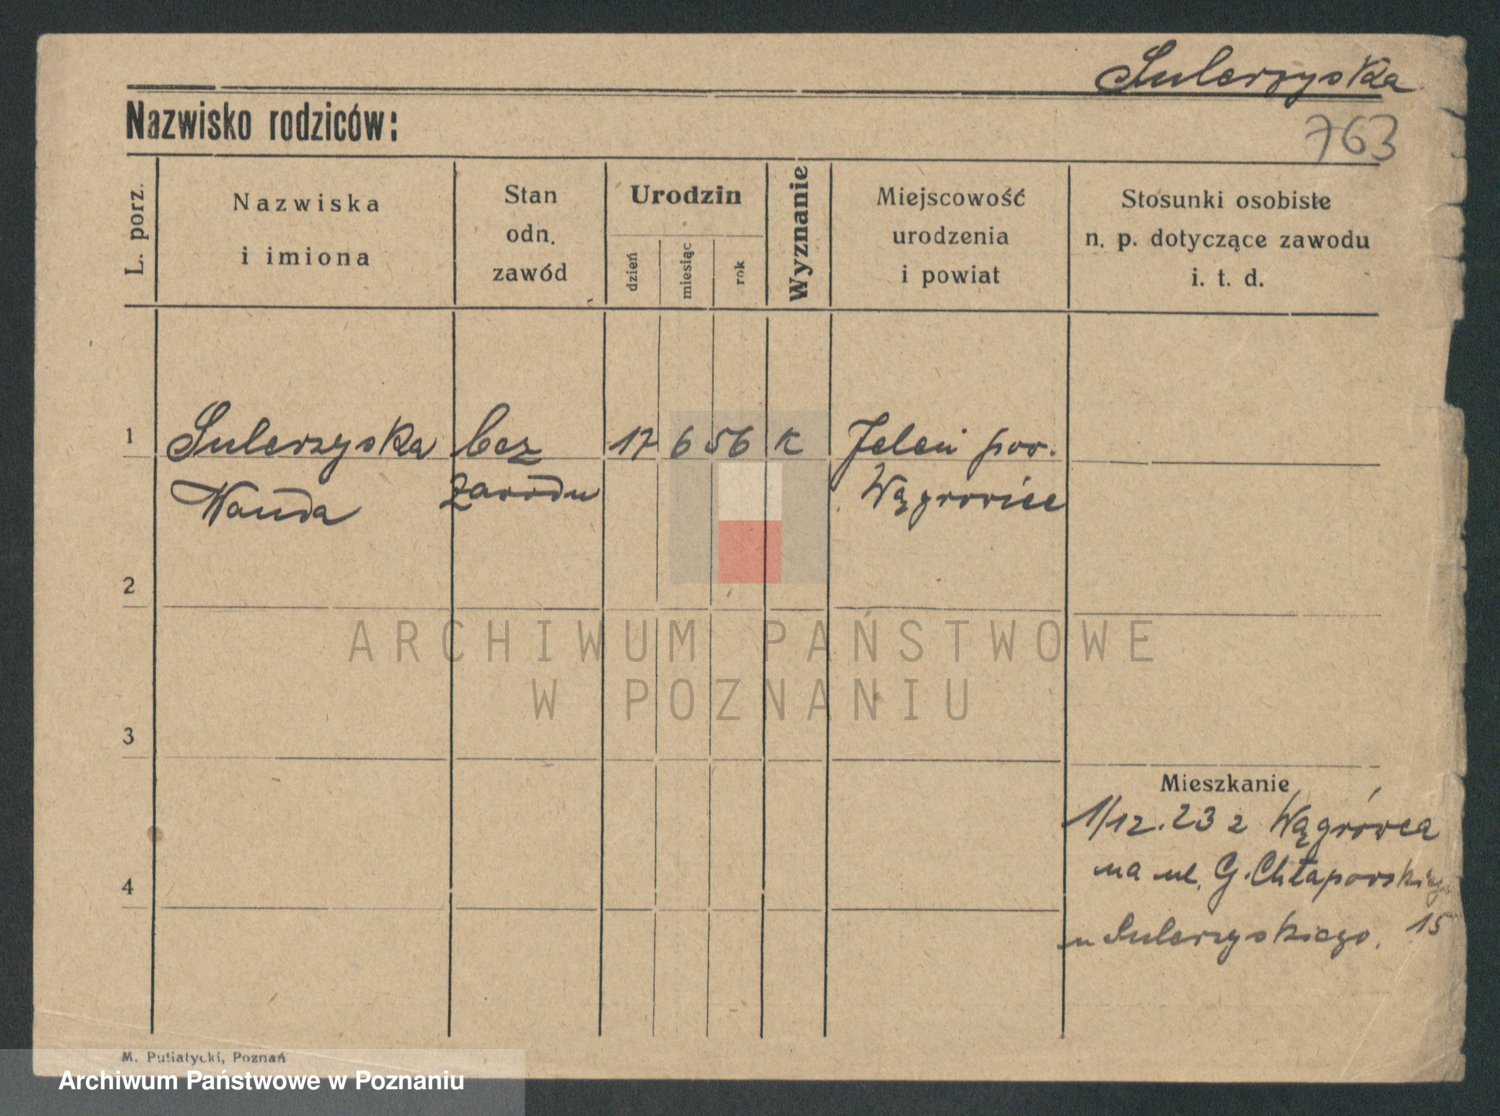 Sulerzyska
Nazwisko rodziców:
763
L. porz.
Nazwiska
i imiona
Stan
odn.
zawód
Urodzin
dzień
miesiąc
rok
Wyznanie
Miejscowość
urodzenia
i powiat
Stosunki osobiste
n. p. dotyczące zawodu
i. t. d.
1 Sulerzyska bez 17 6 56 K Jeleń pow.
Wanda zawodu Wągrowiec
2
ARCHIWUM PAŃSTWOWE
W POZNANIU
3
Mieszkanie
1/12. 23 z Wągrówca
na ul. G. Chłapowskiego
4
u Sulerzyskiego. 15
M. Putiatycki, Poznań
Archiwum Państwowe w Poznaniu